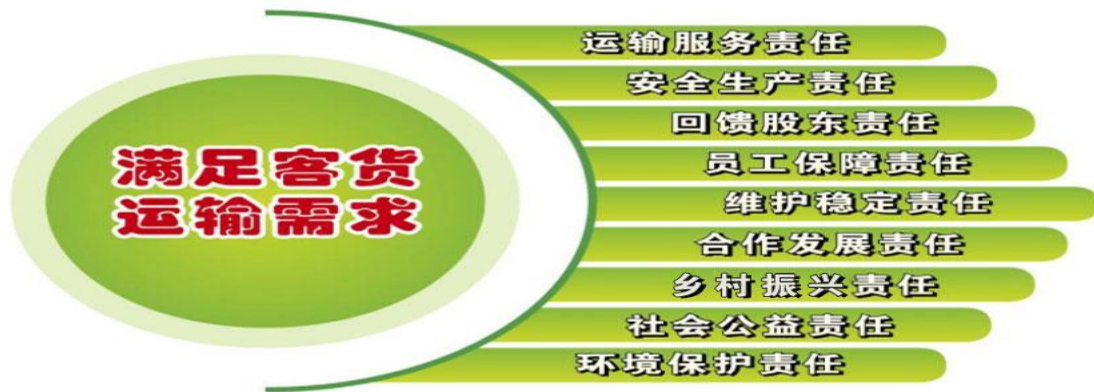 满足客货
运输需求
运输服务责任
安全生产责任
回馈股东责任
员工保障责任
维护稳定责任
合作发展责任
乡村振兴责任
社会公益责任
环境保护责任